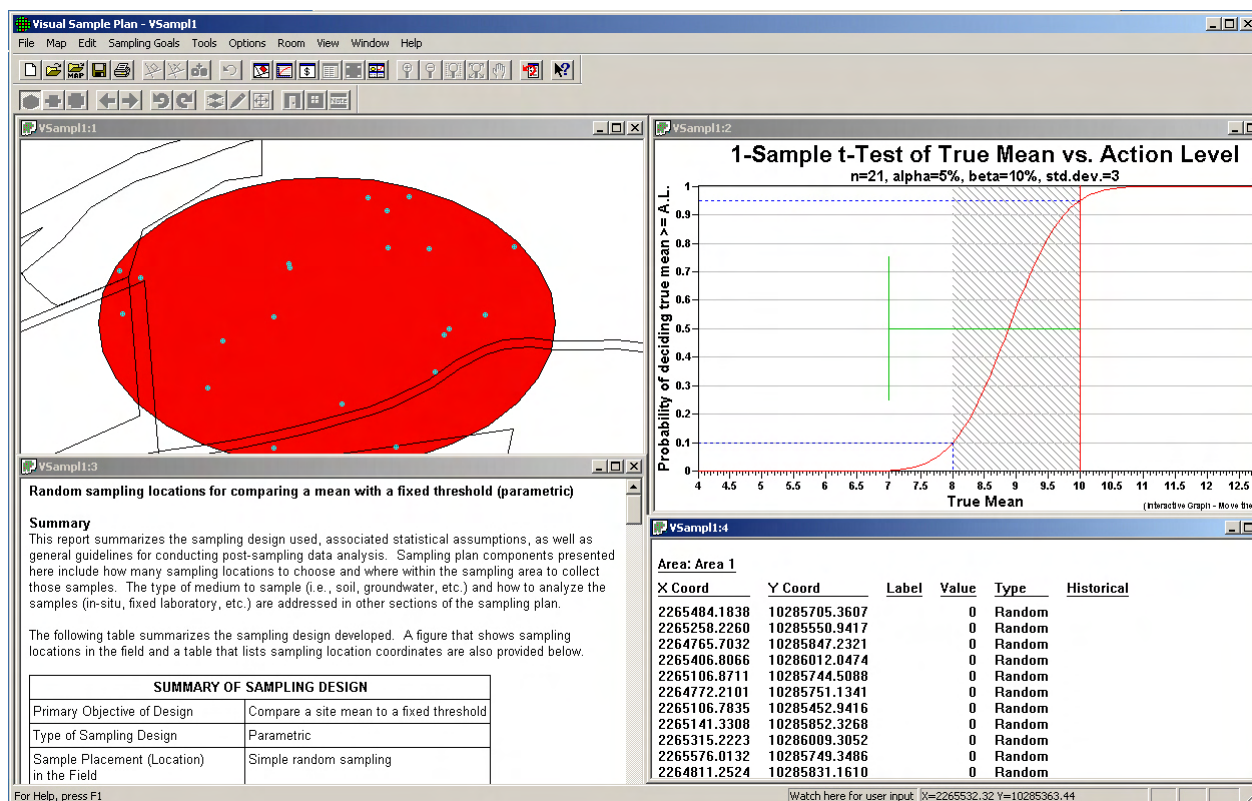 Visual Sample Plan - VSampl1
File Map Edit Sampling Goals Tools Options Room View Window Help
MAP
$
Note
VSampl1:1
VSampl1:2
1-Sample t-Test of True Mean vs. Action Level
n=21, alpha=5%, beta=10%, std.dev.=3
Probability of deciding true mean >= A.L.
1
0.9
0.8
0.7
0.6
0.5
0.4
0.3
0.2
0.1
0
4 4.5 5 5.5 6 6.5 7 7.5 8 8.5 9 9.5 10 10.5 11 11.5 12 12.5
True Mean
(Interactive Graph - Move the
VSampl1:3
Random sampling locations for comparing a mean with a fixed threshold (parametric)
Summary
This report summarizes the sampling design used, associated statistical assumptions, as well as
general guidelines for conducting post-sampling data analysis. Sampling plan components presented
here include how many sampling locations to choose and where within the sampling area to collect
those samples. The type of medium to sample (i.e., soil, groundwater, etc.) and how to analyze the
samples (in-situ, fixed laboratory, etc.) are addressed in other sections of the sampling plan.
The following table summarizes the sampling design developed. A figure that shows sampling
locations in the field and a table that lists sampling location coordinates are also provided below.
SUMMARY OF SAMPLING DESIGN
Primary Objective of Design Compare a site mean to a fixed threshold
Type of Sampling Design Parametric
Sample Placement (Location) Simple random sampling
in the Field
VSampl1:4
Area: Area 1
X Coord Y Coord Label Value Type Historical
2265484.1838 10285705.3607 0 Random
2265258.2260 10285550.9417 0 Random
2264765.7032 10285847.2321 0 Random
2265406.8066 10286012.0474 0 Random
2265106.8711 10285744.5088 0 Random
2264772.2101 10285751.1341 0 Random
2265106.7835 10285452.9416 0 Random
2265141.3308 10285852.3268 0 Random
2265315.2223 10286009.3052 0 Random
2265576.0132 10285749.3486 0 Random
2264811.2524 10285831.1610 0 Random
For Help, press F1
Watch here for user input X=2265532.32 Y=10285363.44